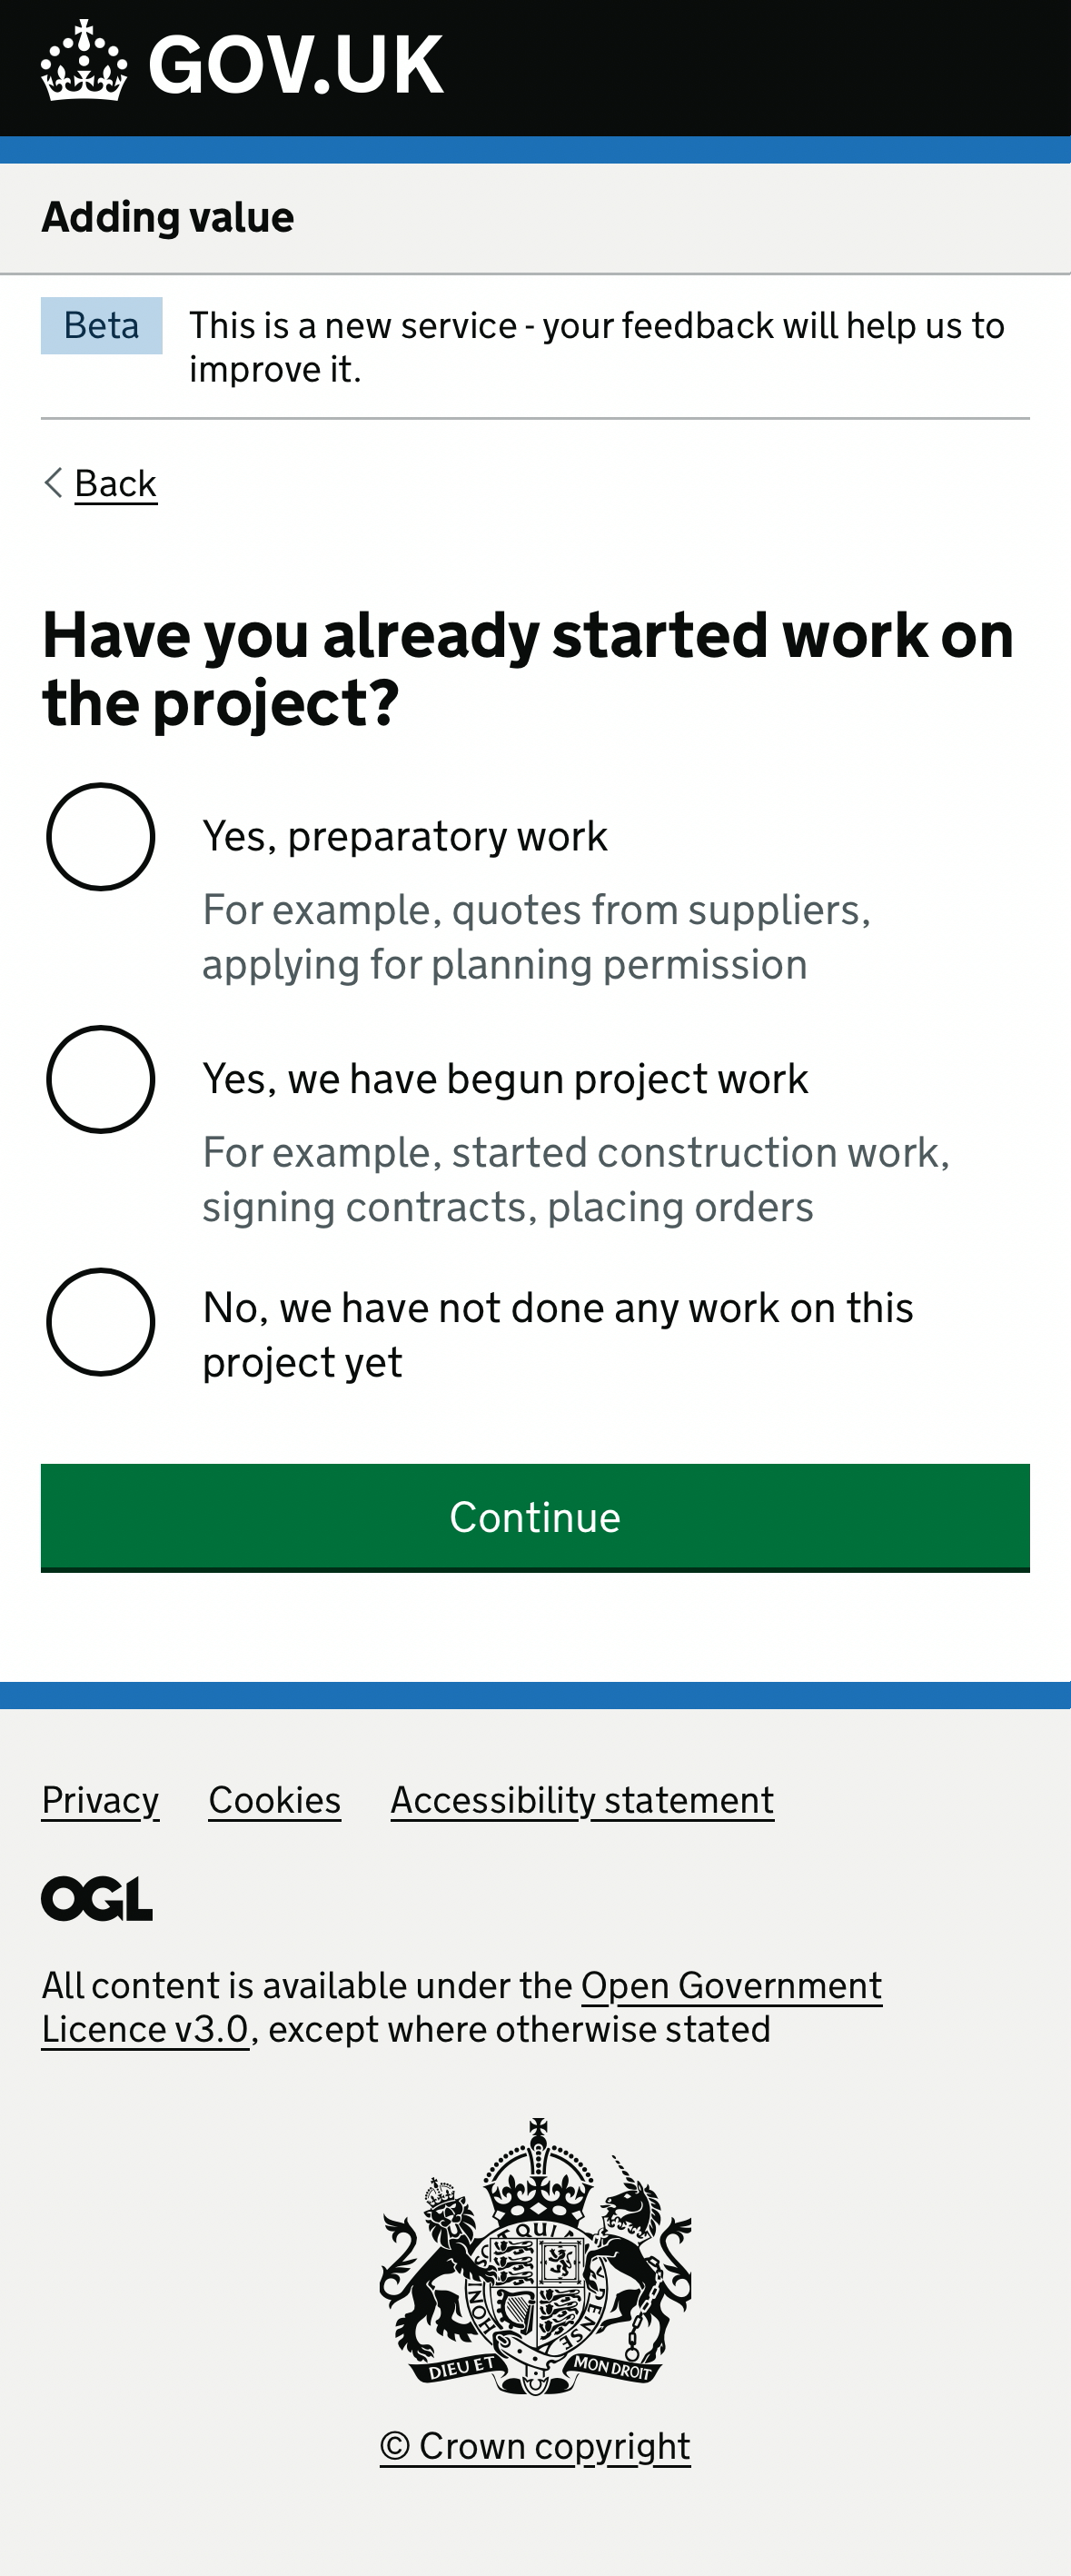 GOV.UK
Adding value
Beta
This is a new service - your feedback will help us to
improve it.
Back
Have you already started work on
the project?
Yes, preparatory work
For example, quotes from suppliers,
applying for planning permission
Yes, we have begun project work
For example, started construction work,
signing contracts, placing orders
No, we have not done any work on this
project yet
Continue
Privacy Cookies Accessibility statement
OGL
All content is available under the Open Government
Licence v3.0, except where otherwise stated
QUI
HONI
PENSE
DIEU ET MON DROIT
© Crown copyright